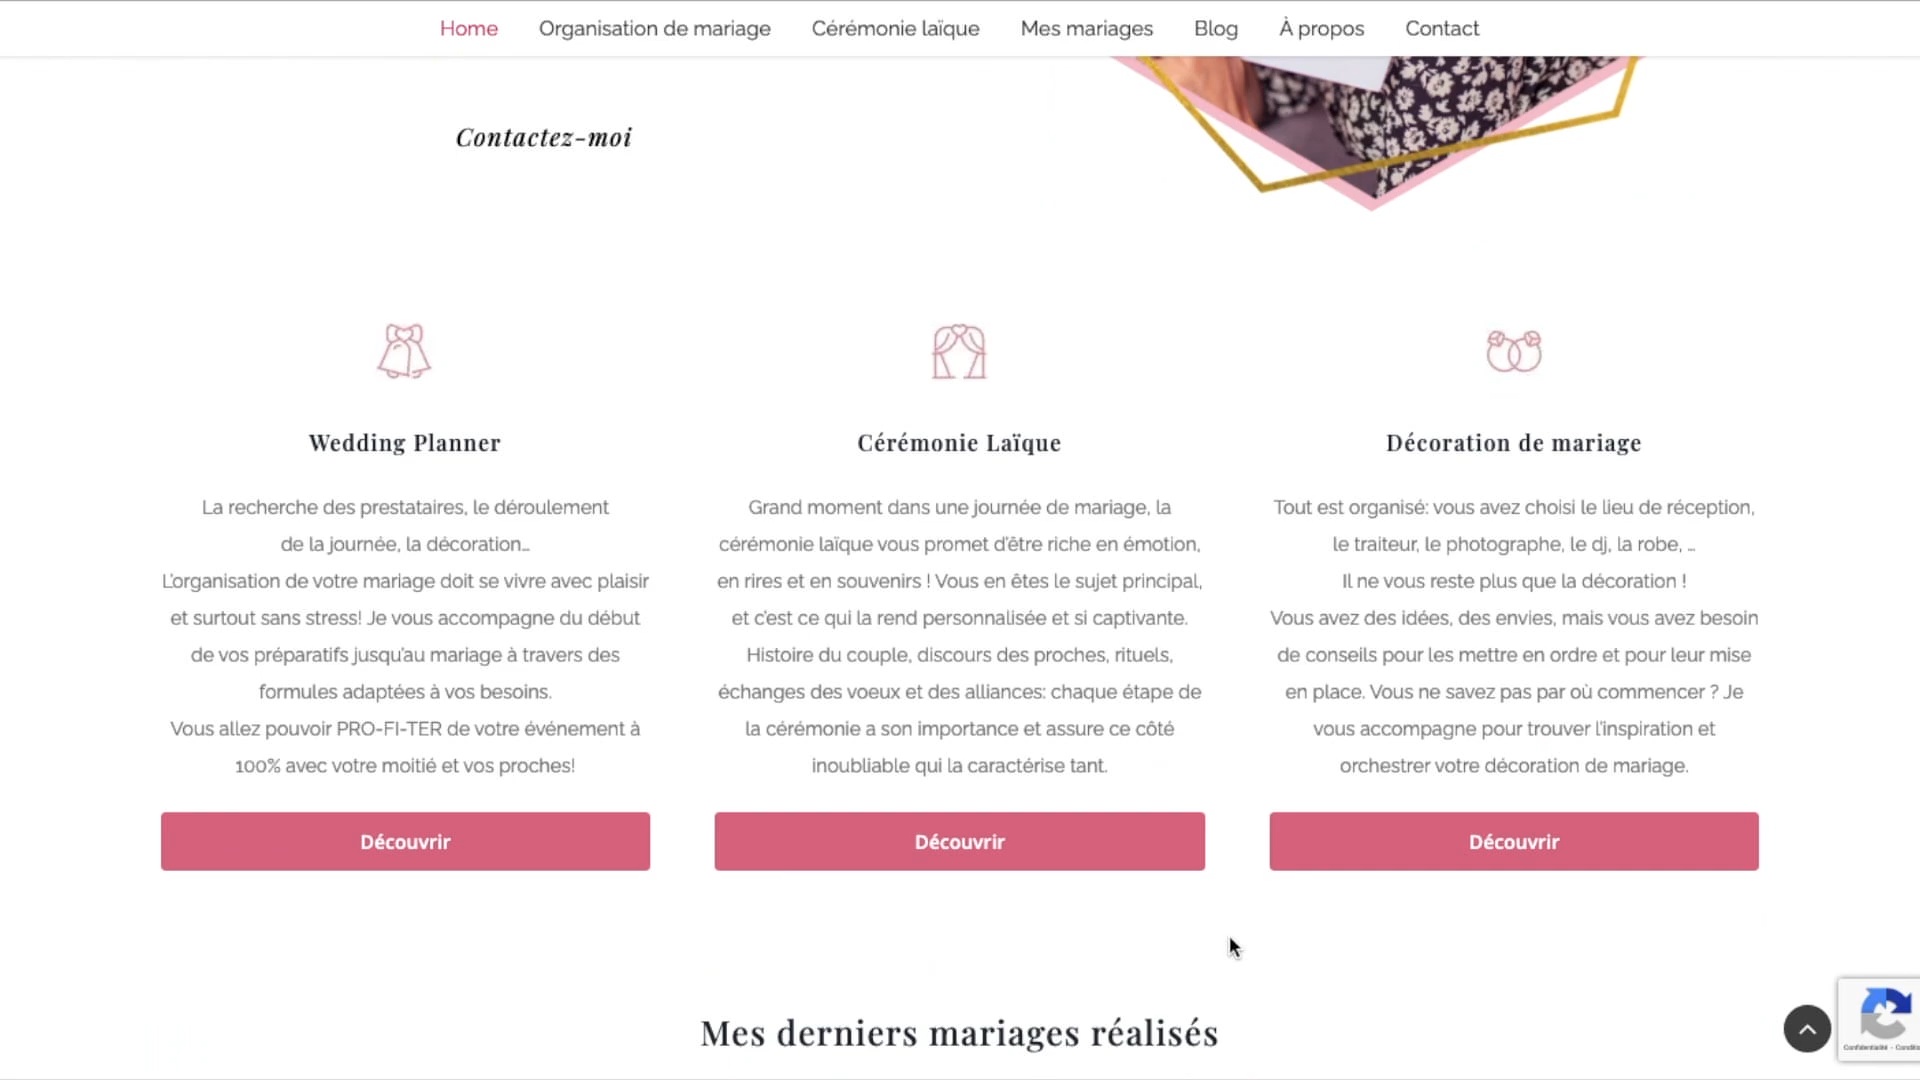 Home Organisation de mariage Cérémonie laïque Mes mariages Blog À propos Contact
Contactez-moi
Wedding Planner
La recherche des prestataires, le déroulement
de la journée, la décoration…
L'organisation de votre mariage doit se vivre avec plaisir
et surtout sans stress! Je vous accompagne du début
de vos préparatifs jusqu'au mariage à travers des
formules adaptées à vos besoins.
Vous allez pouvoir PRO-FI-TER de votre événement à
100% avec votre moitié et vos proches!
Découvrir
Cérémonie Laïque
Grand moment dans une journée de mariage, la
cérémonie laïque vous promet d'être riche en émotion,
en rires et en souvenirs ! Vous en êtes le sujet principal,
et c'est ce qui la rend personnalisée et si captivante.
Histoire du couple, discours des proches, rituels,
échanges des voeux et des alliances: chaque étape de
la cérémonie a son importance et assure ce côté
inoubliable qui la caractérise tant.
Découvrir
Décoration de mariage
Tout est organisé: vous avez choisi le lieu de réception,
le traiteur, le photographe, le dj, la robe, …
Il ne vous reste plus que la décoration !
Vous avez des idées, des envies, mais vous avez besoin
de conseils pour les mettre en ordre et pour leur mise
en place. Vous ne savez pas par où commencer ? Je
vous accompagne pour trouver l'inspiration et
orchestrer votre décoration de mariage.
Découvrir
Mes derniers mariages réalisés
Confidentialité -